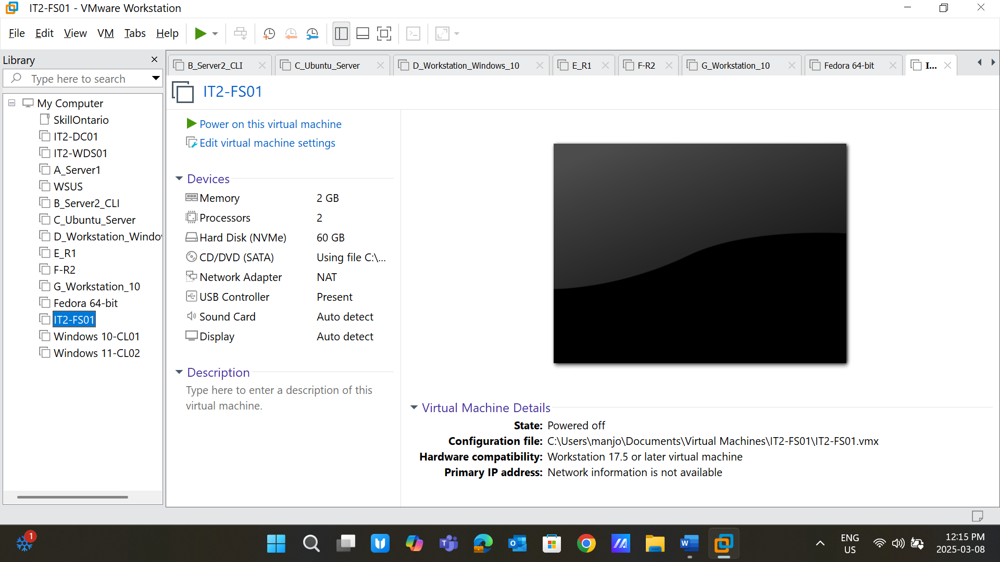 IT2-FS01 - VMware Workstation
File Edit View VM Tabs Help
Library
Type here to search
My Computer
SkillOntario
IT2-DC01
IT2-WDS01
A_Server1
WSUS
B_Server2_CLI
C_Ubuntu_Server
D_Workstation_Windo
E_R1
F-R2
G_Workstation_10
Fedora 64-bit
IT2-FS01
Windows 10-CL01
Windows 11-CL02
B_Server2_CLI C_Ubuntu_Server D_Workstation_Windows_10 E_R1 F-R2 G_Workstation_10 Fedora 64-bit I...
IT2-FS01
Power on this virtual machine
Edit virtual machine settings
Devices
Memory 2 GB
Processors 2
Hard Disk (NVMe) 60 GB
CD/DVD (SATA) Using file C:\...
Network Adapter NAT
USB Controller Present
Sound Card Auto detect
Display Auto detect
Description
Type here to enter a description of this
virtual machine.
Virtual Machine Details
State: Powered off
Configuration file: C:\Users\manjo\Documents\Virtual Machines\IT2-FS01\IT2-FS01.vmx
Hardware compatibility: Workstation 17.5 or later virtual machine
Primary IP address: Network information is not available
1
ENG
US
12:15 PM
2025-03-08